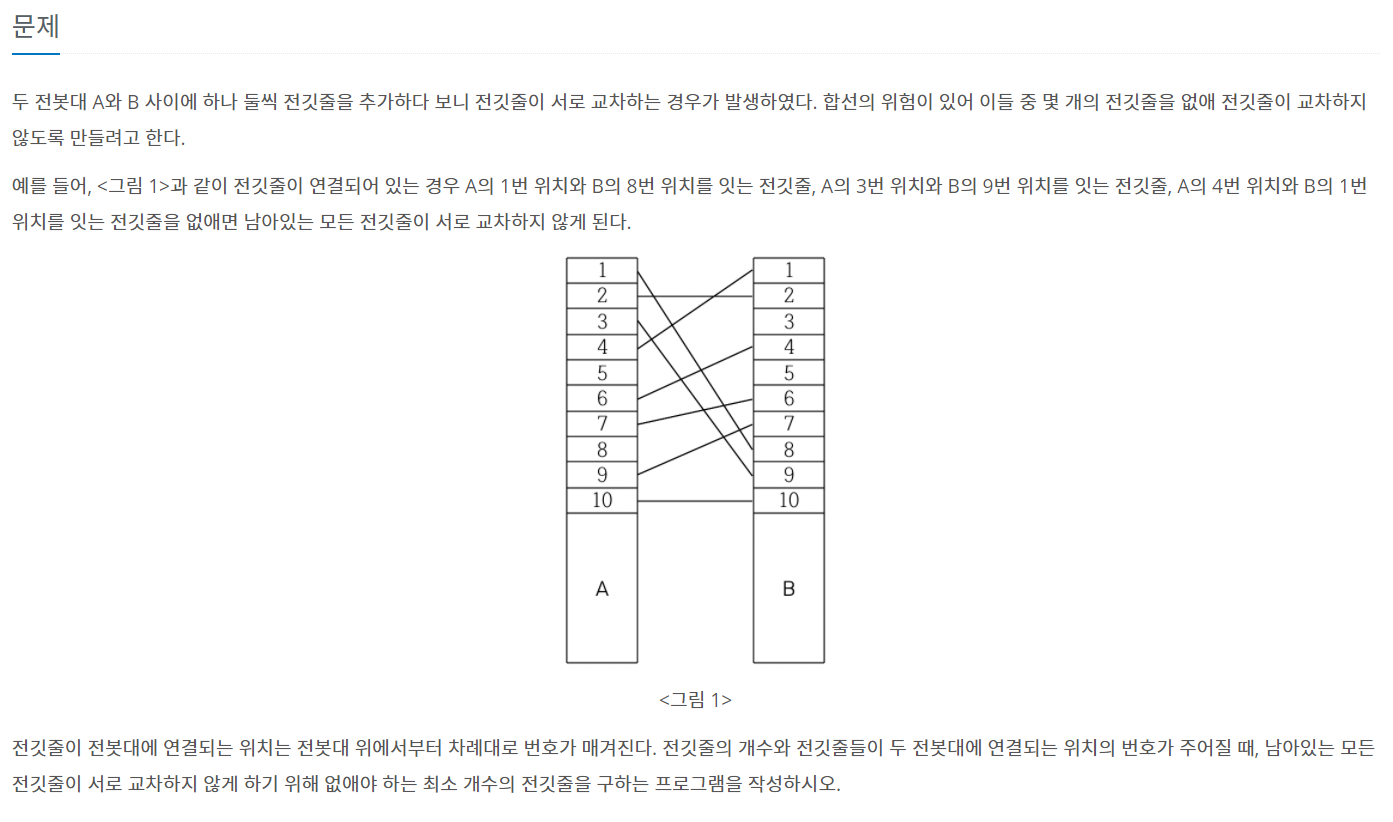 문제
두 전봇대 A와 B 사이에 하나 둘씩 전깃줄을 추가하다 보니 전깃줄이 서로 교차하는 경우가 발생하였다. 합선의 위험이 있어 이들 중 몇 개의 전깃줄을 없애 전깃줄이 교차하지
않도록 만들려고 한다.
예를 들어, <그림 1>과 같이 전깃줄이 연결되어 있는 경우 A의 1번 위치와 B의 8번 위치를 잇는 전깃줄, A의 3번 위치와 B의 9번 위치를 잇는 전깃줄, A의 4번 위치와 B의 1번
위치를 잇는 전깃줄을 없애면 남아있는 모든 전깃줄이 서로 교차하지 않게 된다.
1 1
2 2
3 3
4 4
5 5
6 6
7 7
8 8
9 9
10 10
A B
<그림 1>
전깃줄이 전봇대에 연결되는 위치는 전봇대 위에서부터 차례대로 번호가 매겨진다. 전깃줄의 개수와 전깃줄들이 두 전봇대에 연결되는 위치의 번호가 주어질 때, 남아있는 모든
전깃줄이 서로 교차하지 않게 하기 위해 없애야 하는 최소 개수의 전깃줄을 구하는 프로그램을 작성하시오.